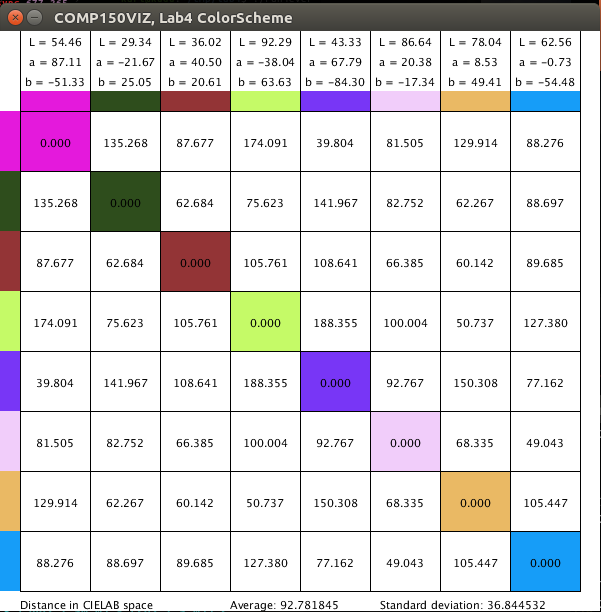 COMP150VIZ, Lab4 ColorScheme
L = 54.46 L = 29.34 L = 36.02 L = 92.29 L = 43.33 L = 86.64 L = 78.04 L = 62.56
a = 87.11 a = −21.67 a = 40.50 a = −38.04 a = 67.79 a = 20.38 a = 8.53 a = −0.73
b = −51.33 b = 25.05 b = 20.61 b = 63.63 b = −84.30 b = −17.34 b = 49.41 b = −54.48
0.000 135.268 87.677 174.091 39.804 81.505 129.914 88.276
135.268 0.000 62.684 75.623 141.967 82.752 62.267 88.697
87.677 62.684 0.000 105.761 108.641 66.385 60.142 89.685
174.091 75.623 105.761 0.000 188.355 100.004 50.737 127.380
39.804 141.967 108.641 188.355 0.000 92.767 150.308 77.162
81.505 82.752 66.385 100.004 92.767 0.000 68.335 49.043
129.914 62.267 60.142 50.737 150.308 68.335 0.000 105.447
88.276 88.697 89.685 127.380 77.162 49.043 105.447 0.000
Distance in CIELAB space Average: 92.781845 Standard deviation: 36.844532